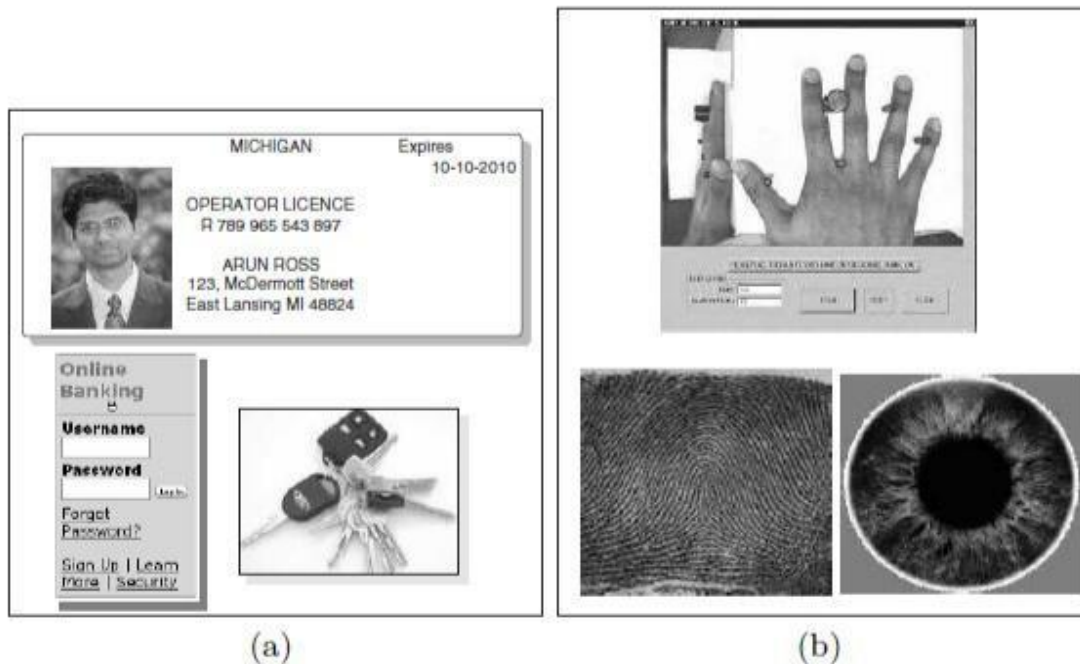 MICHIGAN Expires
10-10-2010
OPERATOR LICENCE
R 789 965 543 897
ARUN ROSS
123, McDermott Street
East Lansing MI 48824
Online
Banking
Username
Password
Forgot
Password?
Sign Up | Learn
More | Security
(a)
(b)